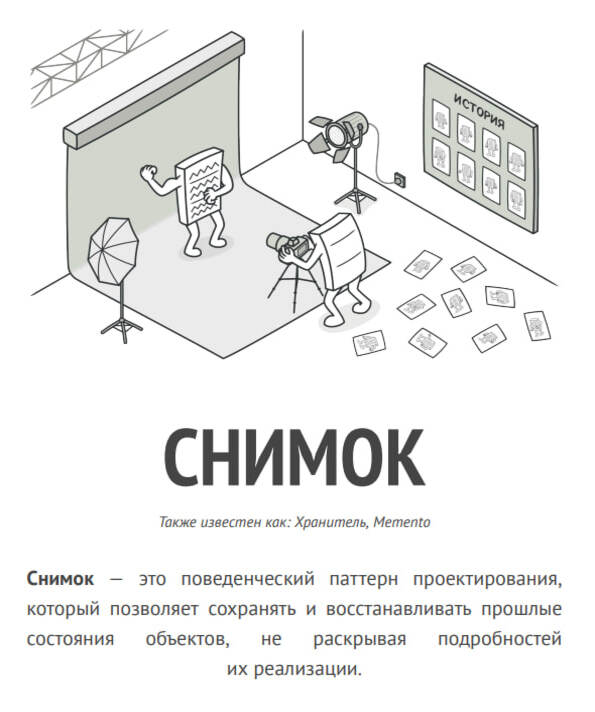 ИСТОРИЯ
СНИМОК
Также известен как: Хранитель, Memento
Снимок — это поведенческий паттерн проектирования,
который позволяет сохранять и восстанавливать прошлые
состояния объектов, не раскрывая подробностей
их реализации.